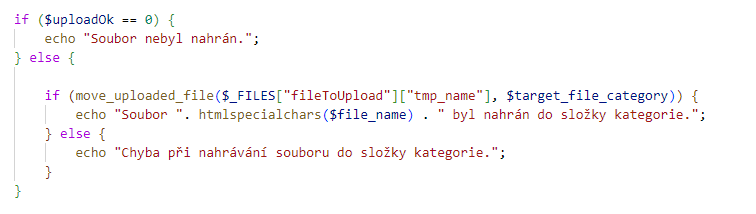 if ($uploadOk == 0) {
    echo "Soubor nebyl nahrán.";
} else {
    if (move_uploaded_file($_FILES["fileToUpload"]["tmp_name"], $target_file_category)) {
        echo "Soubor ". htmlspecialchars($file_name) . " byl nahrán do složky kategorie.";
    } else {
        echo "Chyba při nahrávání souboru do složky kategorie.";
    }
}